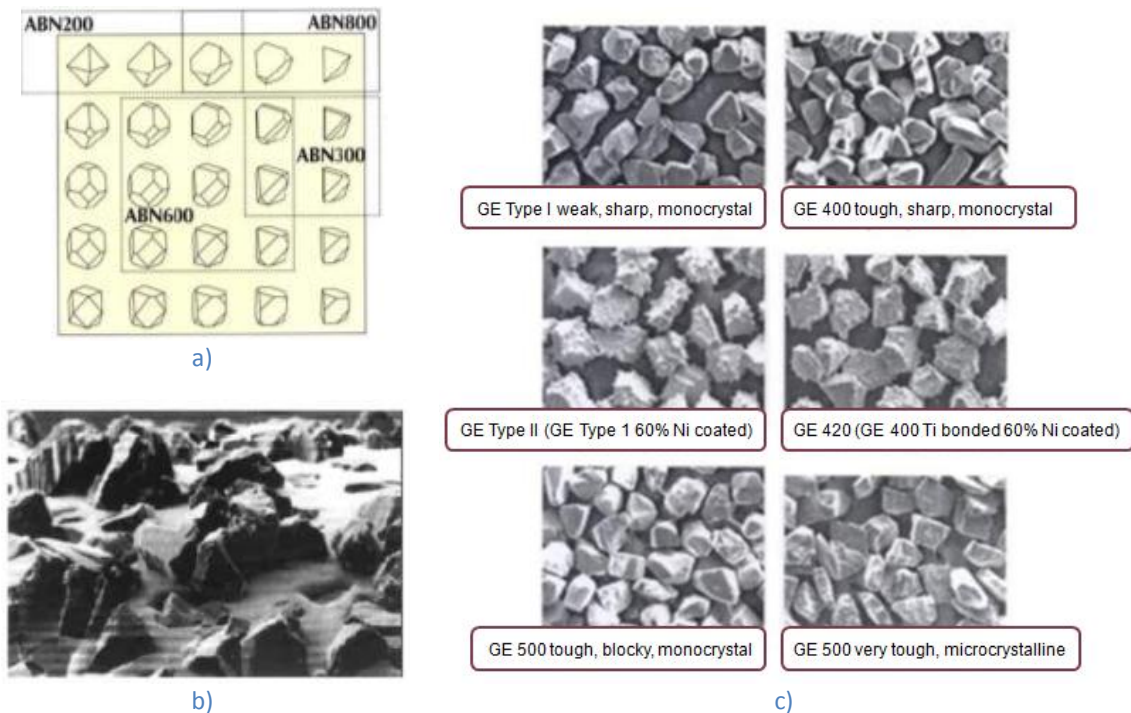 ABN200
ABN800
ABN300
ABN600
a)
b)
GE Type I weak, sharp, monocrystal
GE 400 tough, sharp, monocrystal
GE Type II (GE Type 1 60% Ni coated)
GE 420 (GE 400 Ti bonded 60% Ni coated)
GE 500 tough, blocky, monocrystal
GE 500 very tough, microcrystalline
c)